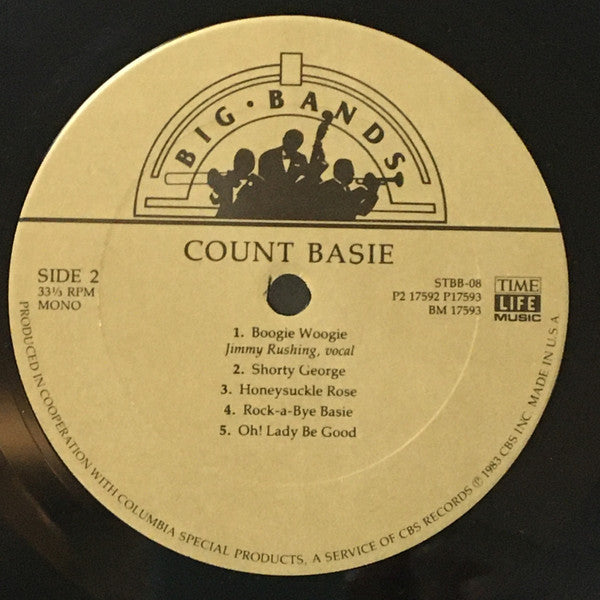 BIG • BANDS
COUNT BASIE
SIDE 2
33⅓ RPM
MONO
STBB-08
P2 17592 P17593
BM 17593
TIME
LIFE
MUSIC
1. Boogie Woogie
Jimmy Rushing, vocal
2. Shorty George
3. Honeysuckle Rose
4. Rock-a-Bye Basie
5. Oh! Lady Be Good
PRODUCED IN COOPERATION WITH COLUMBIA SPECIAL PRODUCTS, A SERVICE OF CBS RECORDS ℗ 1983 CBS INC. MADE IN U.S.A.